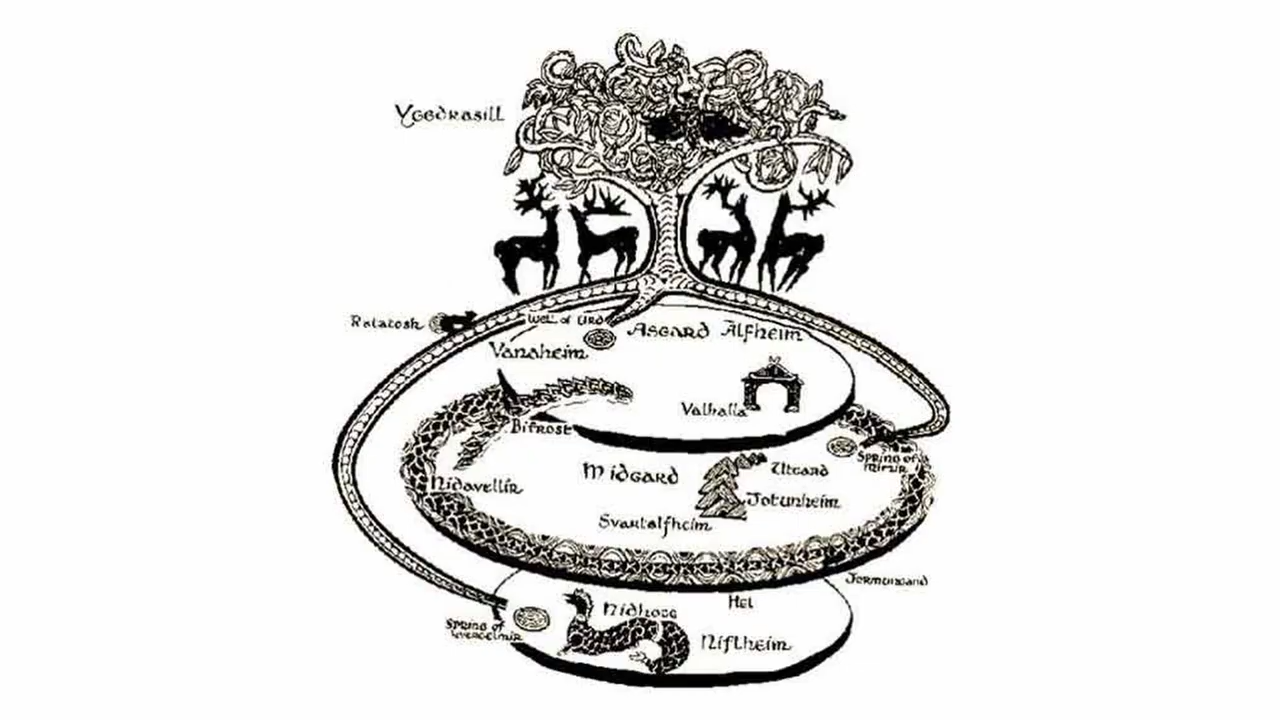 Yggdrasill
Ratatosk
Well of Urd
Asgard Alfheim
Vanaheim
Valhalla
Bifrost
Midgard
Spring of
Mimir
Utgard
Nidavellir
Jotunheim
Svartalfheim
Jormungand
Hel
Nidhogg
Spring of
Niflheim